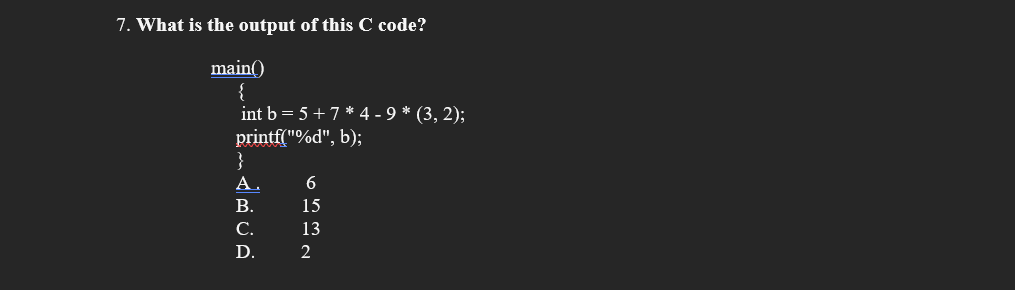 7. What is the output of this C code?
main()
{
int b = 5 + 7 * 4 - 9 * (3, 2);
printf("%d", b);
}
A . 6
B. 15
C. 13
D. 2